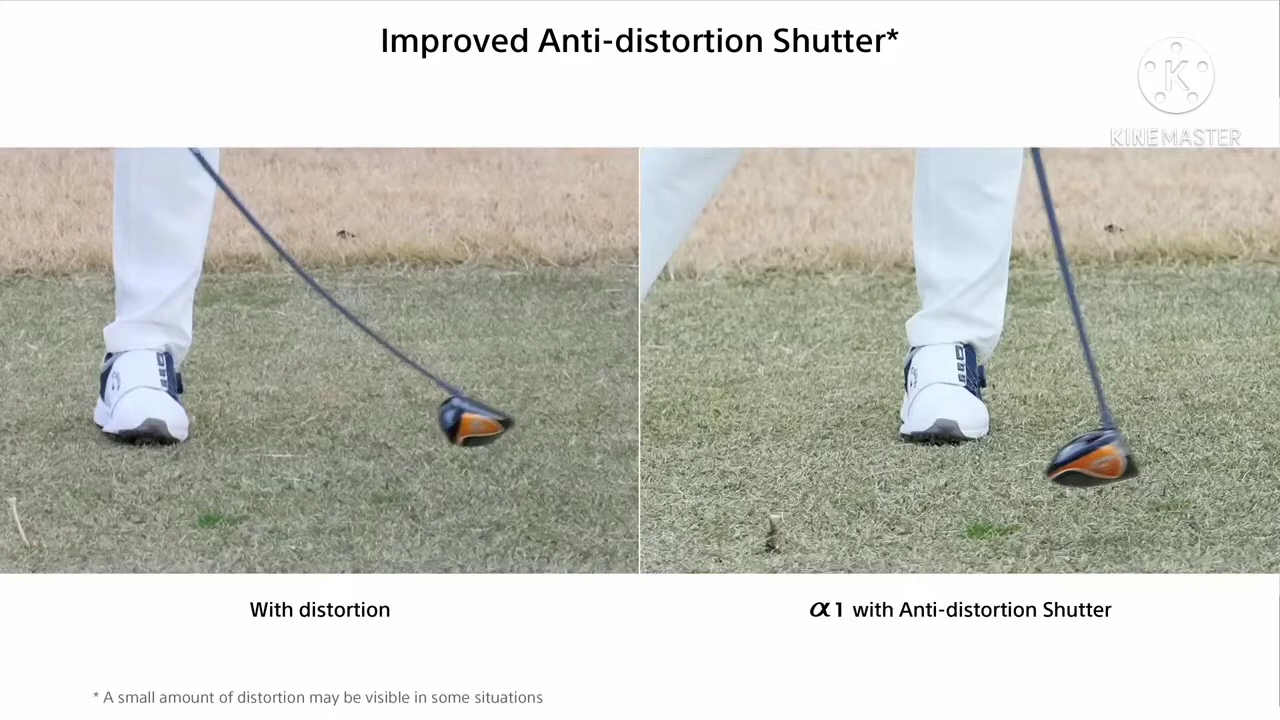 Improved Anti-distortion Shutter*
K
KINEMASTER
With distortion
α1 with Anti-distortion Shutter
* A small amount of distortion may be visible in some situations